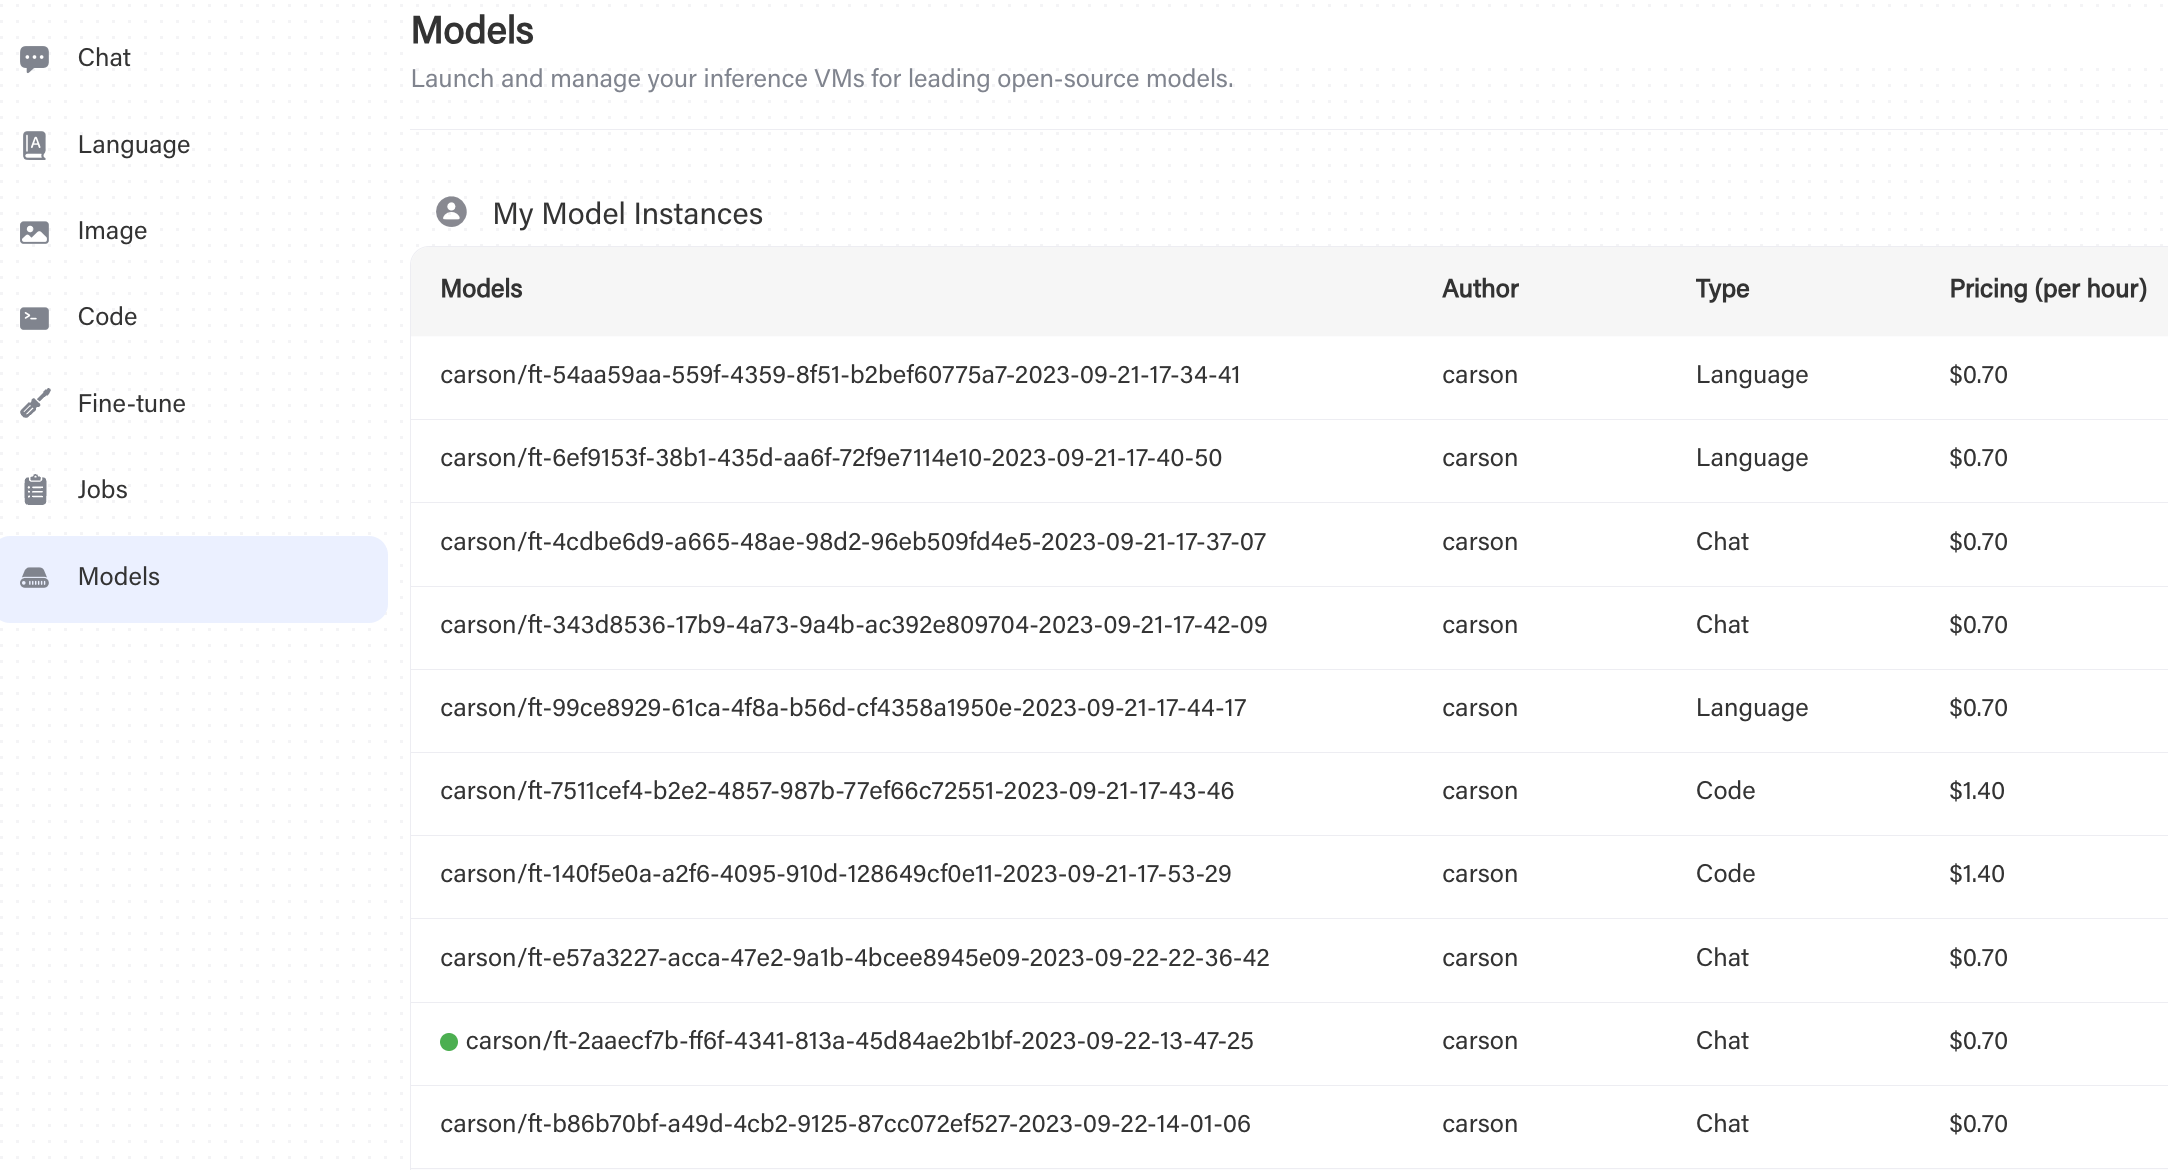 Chat
Language
Image
Code
Fine-tune
Jobs
Models
Models
Launch and manage your inference VMs for leading open-source models.
My Model Instances
Models Author Type Pricing (per hour)
carson/ft-54aa59aa-559f-4359-8f51-b2bef60775a7-2023-09-21-17-34-41 carson Language $0.70
carson/ft-6ef9153f-38b1-435d-aa6f-72f9e7114e10-2023-09-21-17-40-50 carson Language $0.70
carson/ft-4cdbe6d9-a665-48ae-98d2-96eb509fd4e5-2023-09-21-17-37-07 carson Chat $0.70
carson/ft-343d8536-17b9-4a73-9a4b-ac392e809704-2023-09-21-17-42-09 carson Chat $0.70
carson/ft-99ce8929-61ca-4f8a-b56d-cf4358a1950e-2023-09-21-17-44-17 carson Language $0.70
carson/ft-7511cef4-b2e2-4857-987b-77ef66c72551-2023-09-21-17-43-46 carson Code $1.40
carson/ft-140f5e0a-a2f6-4095-910d-128649cf0e11-2023-09-21-17-53-29 carson Code $1.40
carson/ft-e57a3227-acca-47e2-9a1b-4bcee8945e09-2023-09-22-22-36-42 carson Chat $0.70
carson/ft-2aaecf7b-ff6f-4341-813a-45d84ae2b1bf-2023-09-22-13-47-25 carson Chat $0.70
carson/ft-b86b70bf-a49d-4cb2-9125-87cc072ef527-2023-09-22-14-01-06 carson Chat $0.70